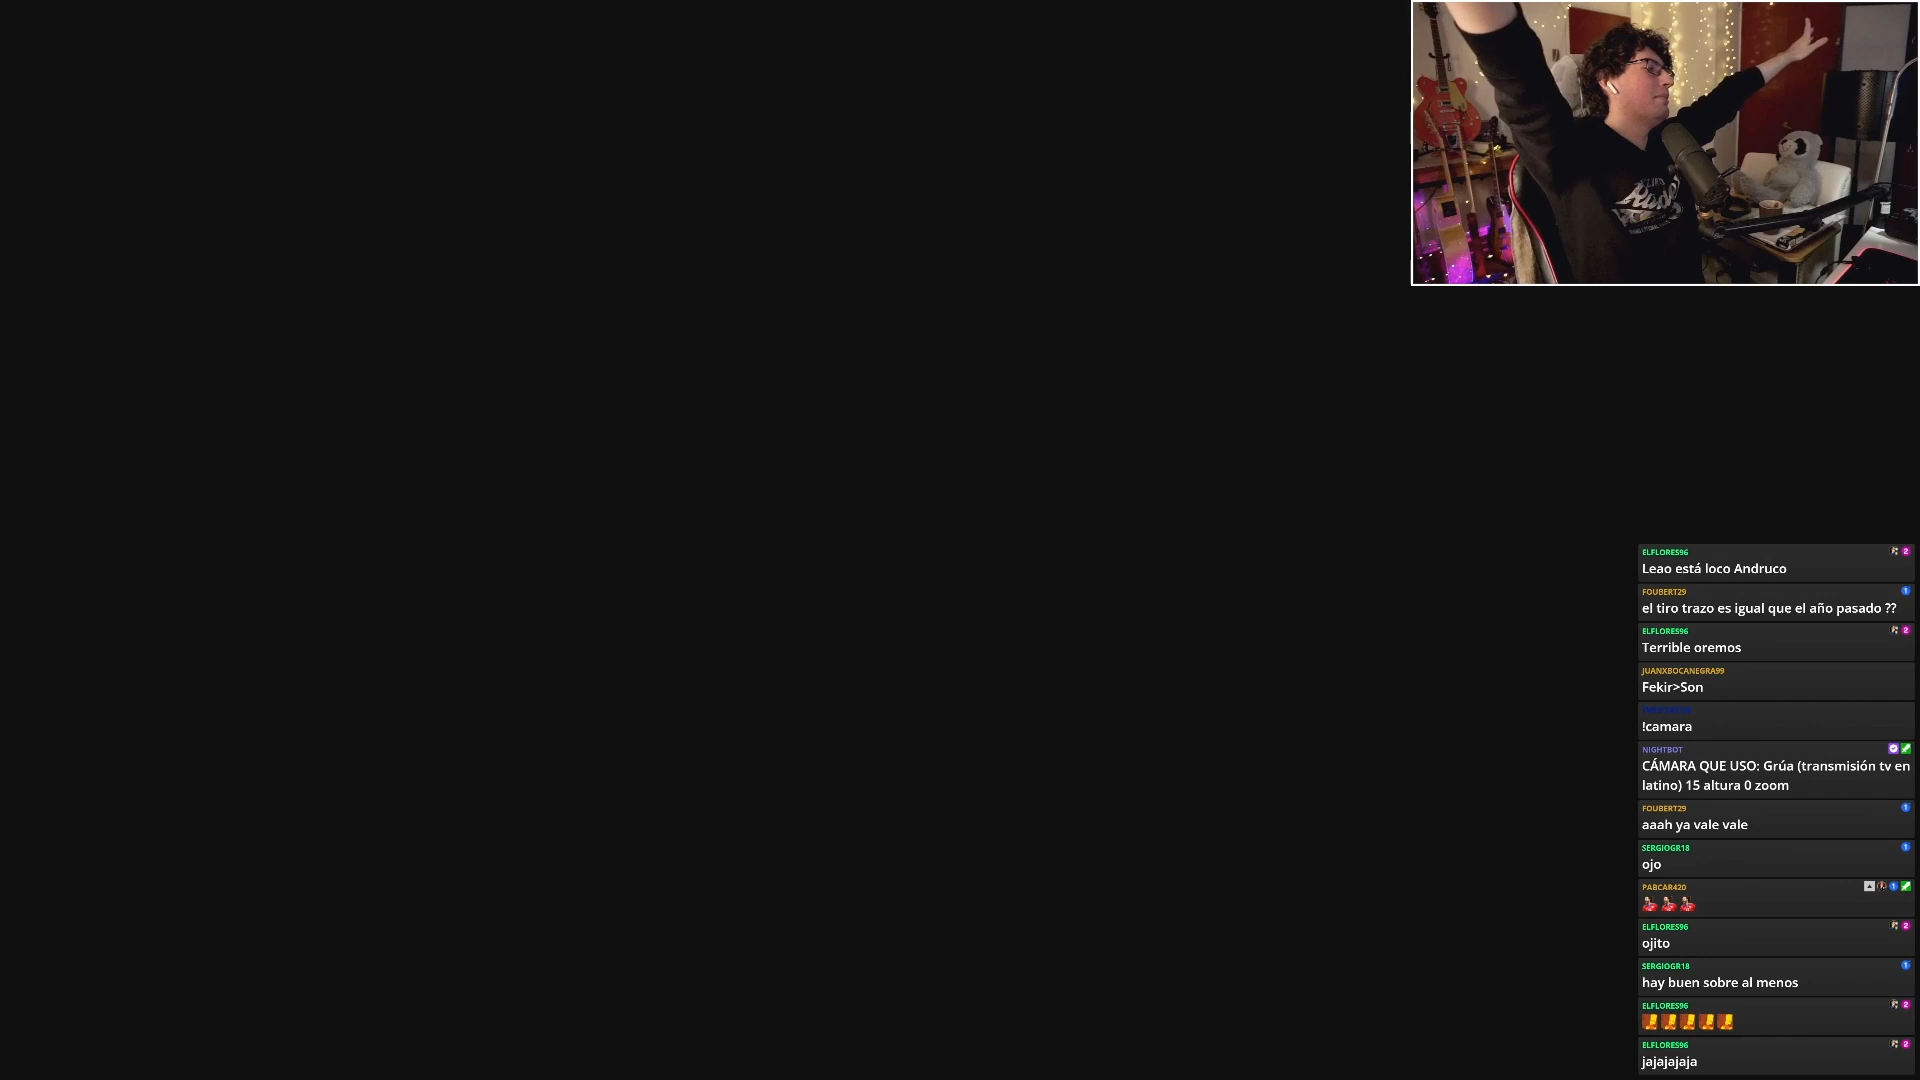 ELFLORES96
Leao está loco Andruco
FOUBERT29
el tiro trazo es igual que el año pasado ??
ELFLORES96
Terrible oremos
JUANXBOCANEGRA99
Fekir>Son
!camara
NIGHTBOT
CÁMARA QUE USO: Grúa (transmisión tv en
latino) 15 altura 0 zoom
FOUBERT29
aaah ya vale vale
SERGIOGR18
ojo
PABCAR420
ELFLORES96
ojito
SERGIOGR18
hay buen sobre al menos
ELFLORES96
ELFLORES96
jajajajaja